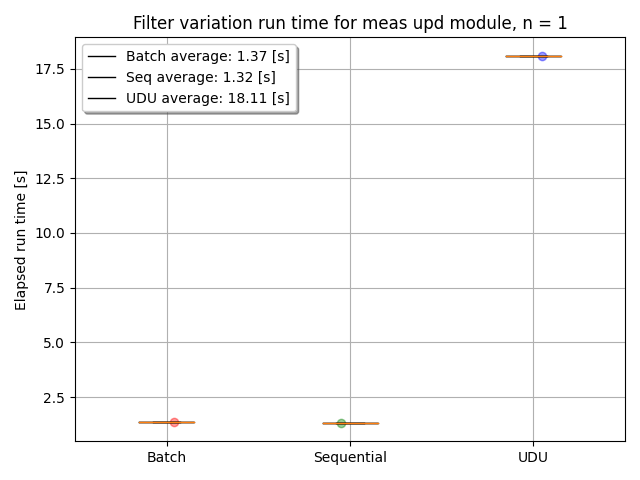 Filter variation run time for meas upd module, n = 1
Batch average: 1.37 [s]
Seq average: 1.32 [s]
UDU average: 18.11 [s]
Elapsed run time [s]
17.5
15.0
12.5
10.0
7.5
5.0
2.5
Batch
Sequential
UDU